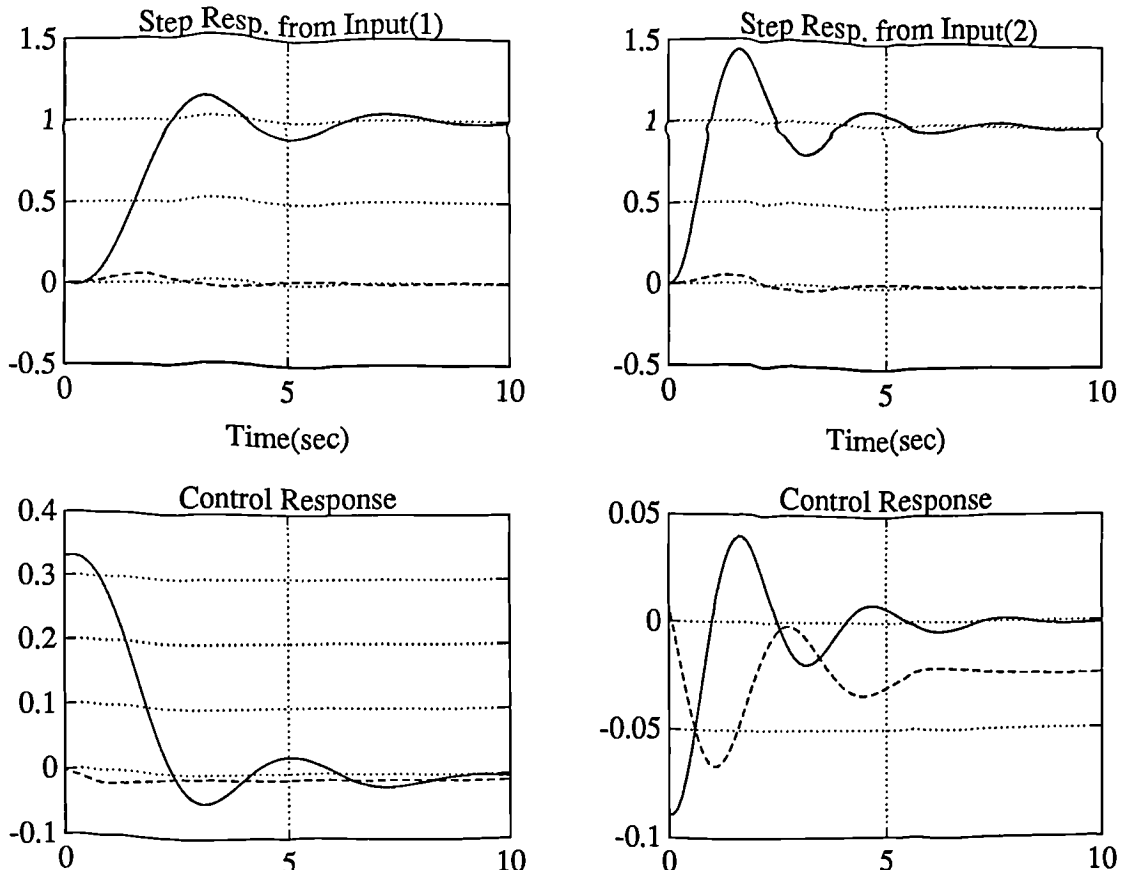 Step Resp. from Input(1)
1.5
1
0.5
0
-0.5
0 5 10
Time(sec)
Step Resp. from Input(2)
1.5
1
0.5
0
-0.5
0 5 10
Time(sec)
Control Response
0.4
0.3
0.2
0.1
0
-0.1
0 5 10
Control Response
0.05
0
-0.05
-0.1
0 5 10